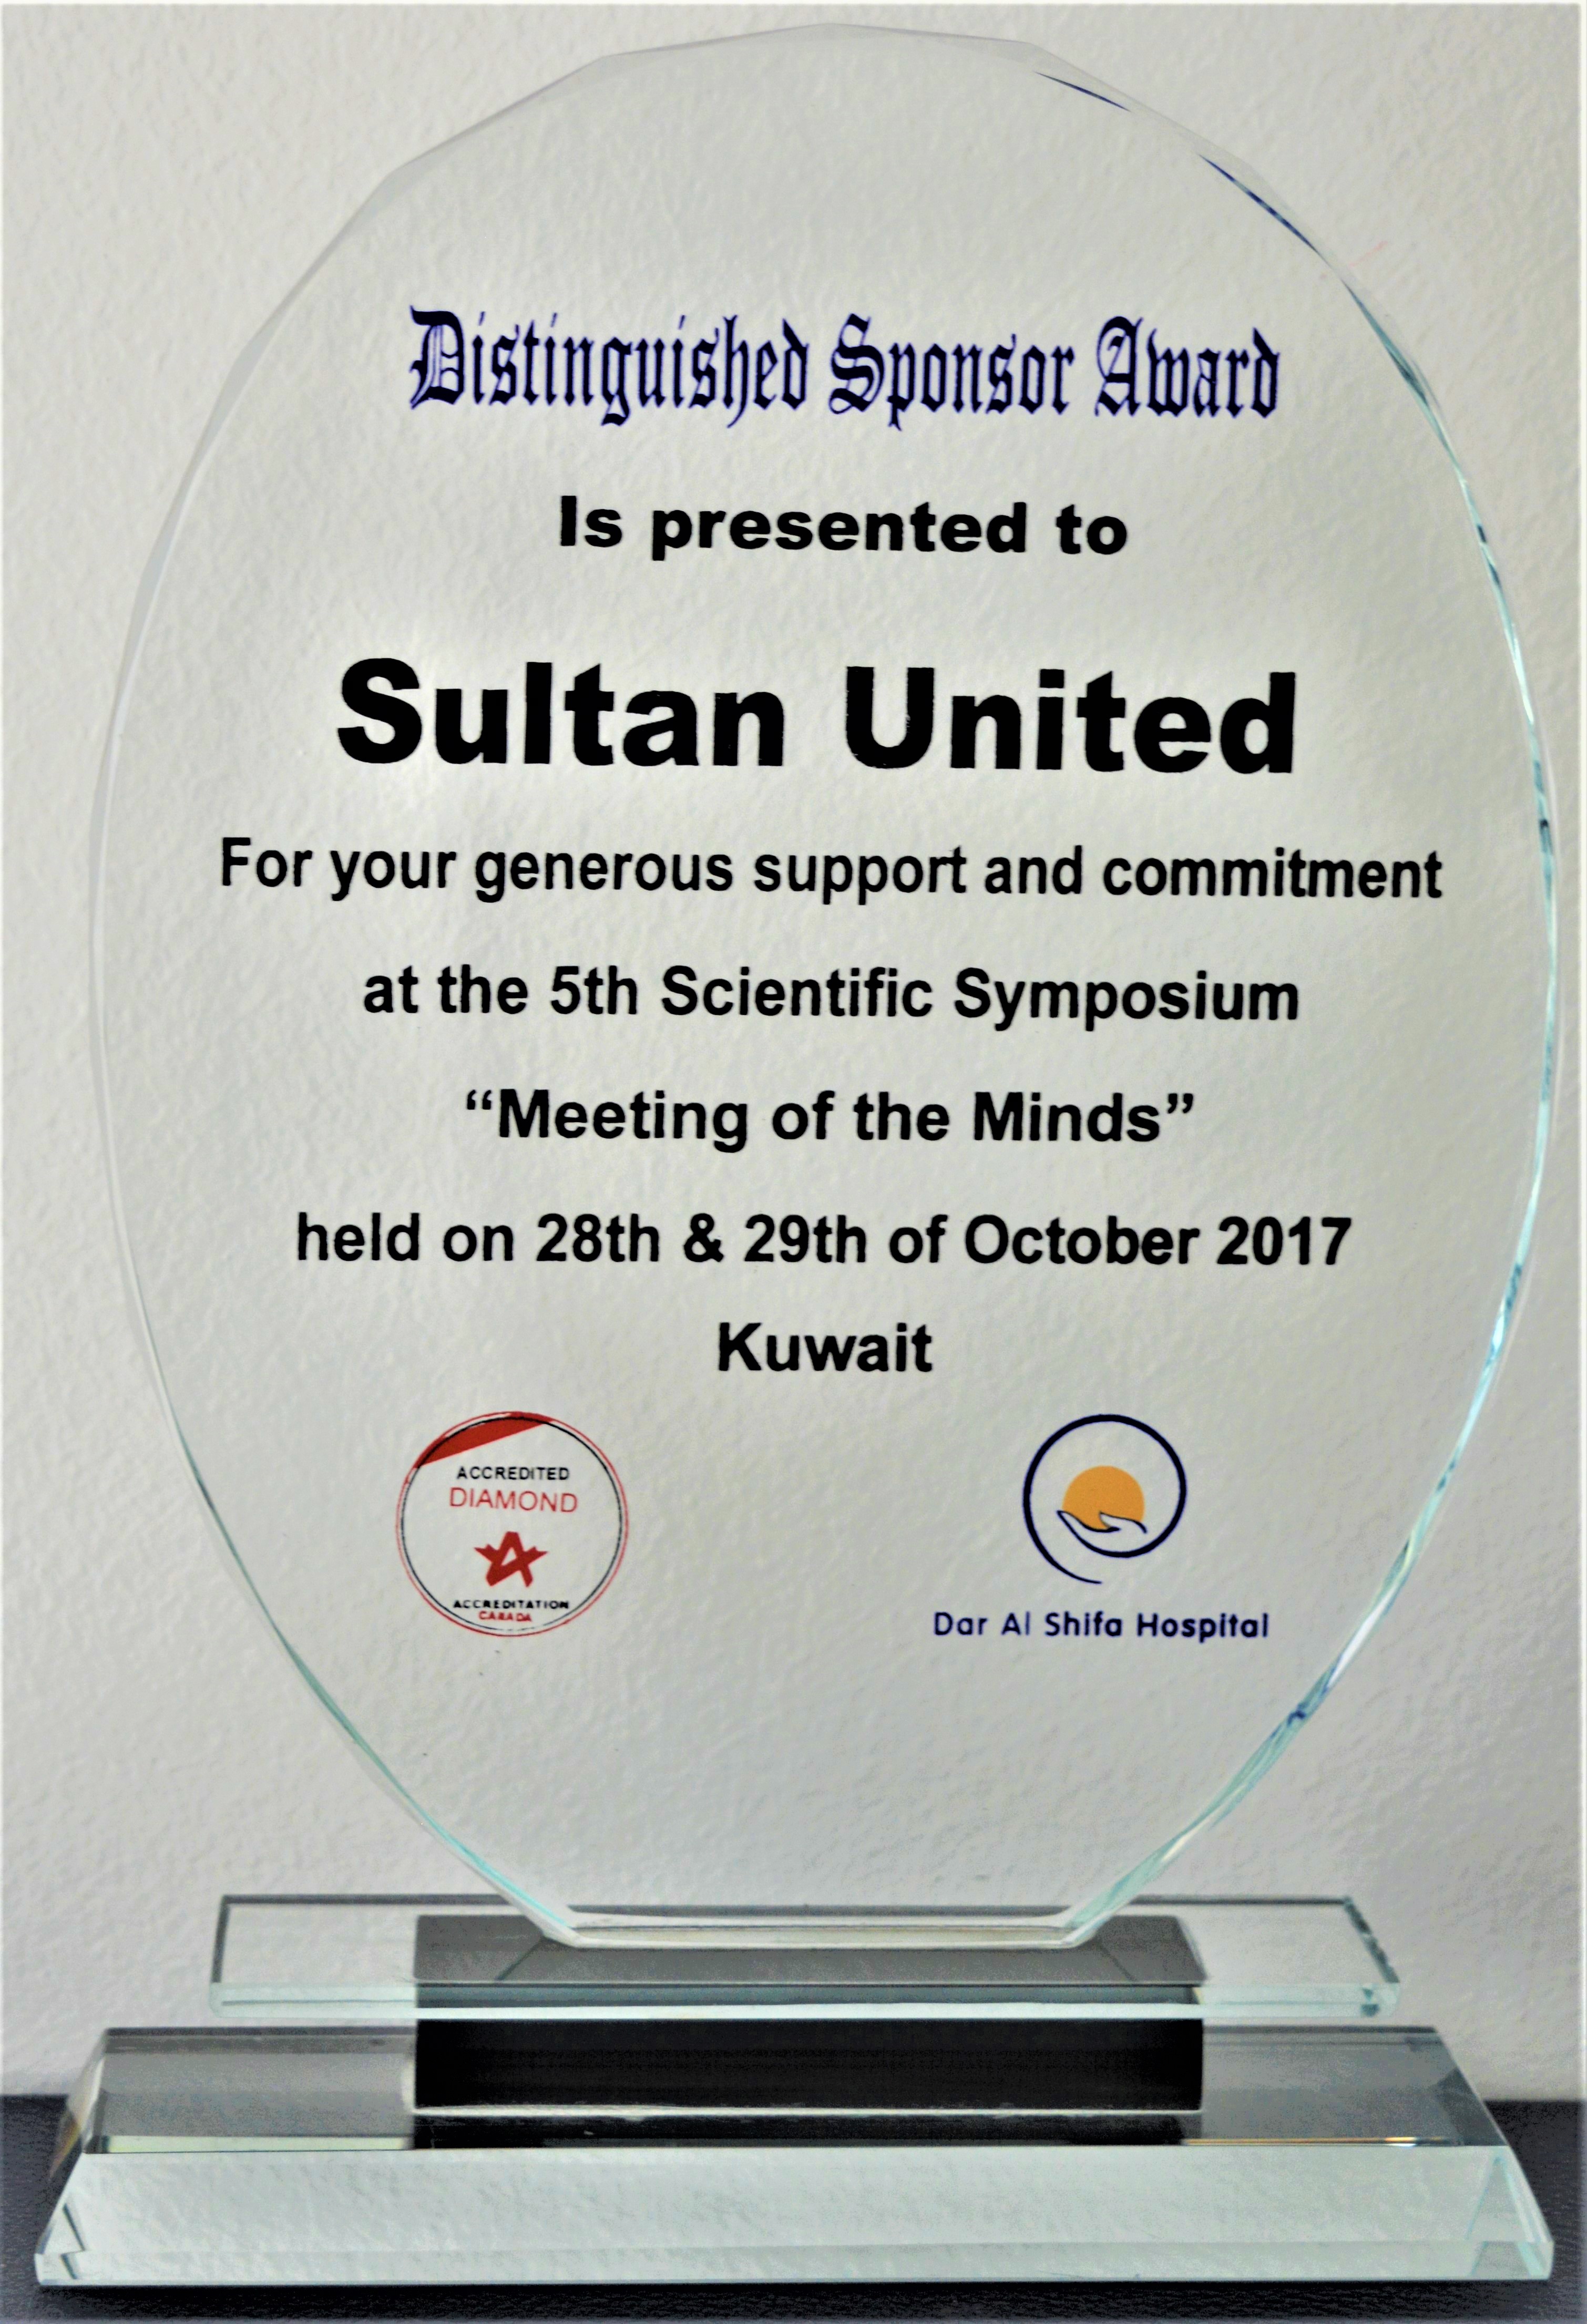 Distinguished Sponsor Award
Is presented to
Sultan United
For your generous support and commitment
at the 5th Scientific Symposium
“Meeting of the Minds”
held on 28th & 29th of October 2017
Kuwait
ACCREDITED
DIAMOND
ACCREDITATION
CANADA
Dar Al Shifa Hospital